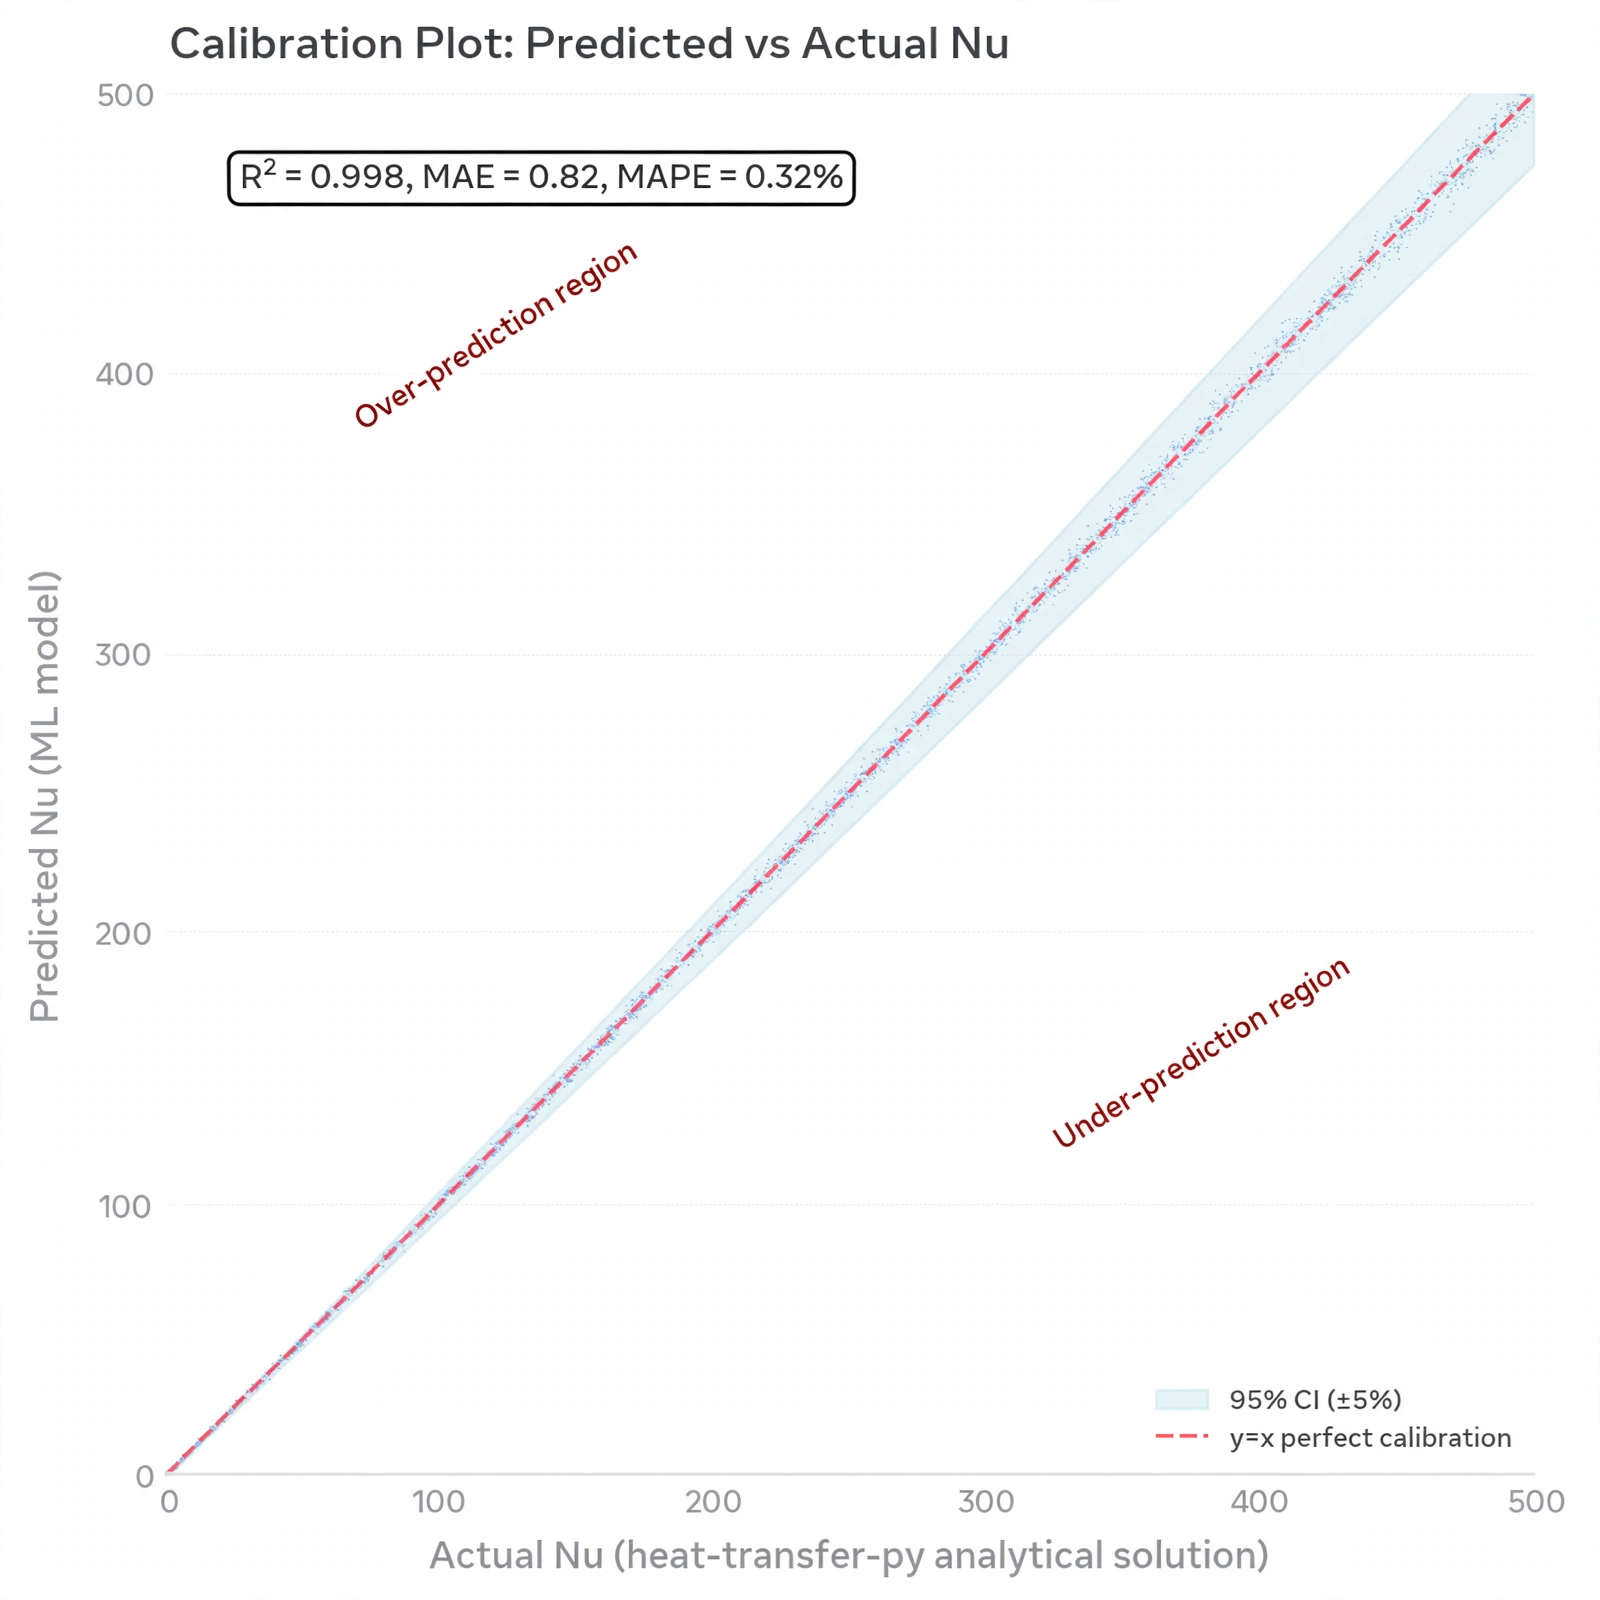 Calibration Plot: Predicted vs Actual Nu
500
R² = 0.998, MAE = 0.82, MAPE = 0.32%
Over-prediction region
400
300
Predicted Nu (ML model)
200
Under-prediction region
100
95% CI (±5%)
y=x perfect calibration
0
0 100 200 300 400 500
Actual Nu (heat-transfer-py analytical solution)